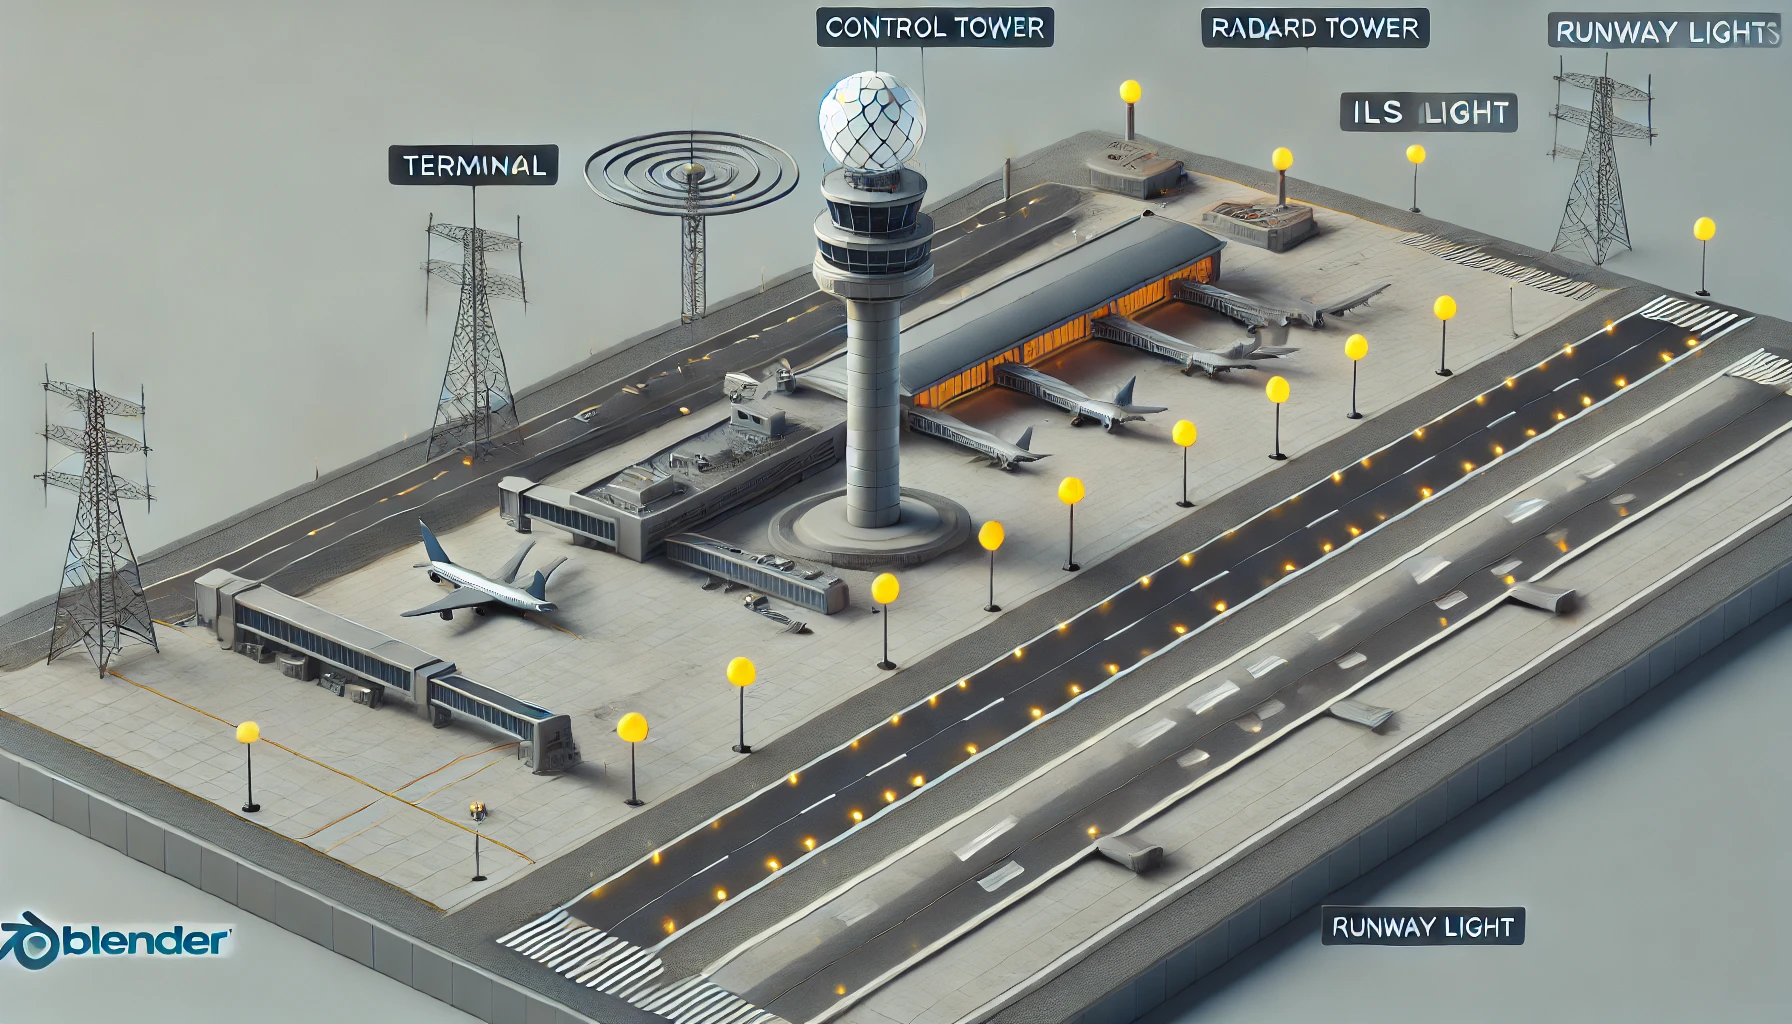 CONTROL TOWER
RADARD TOWER
RUNWAY LIGHTS
ILS LIGHT
TERMINAL
RUNWAY LIGHT
blender